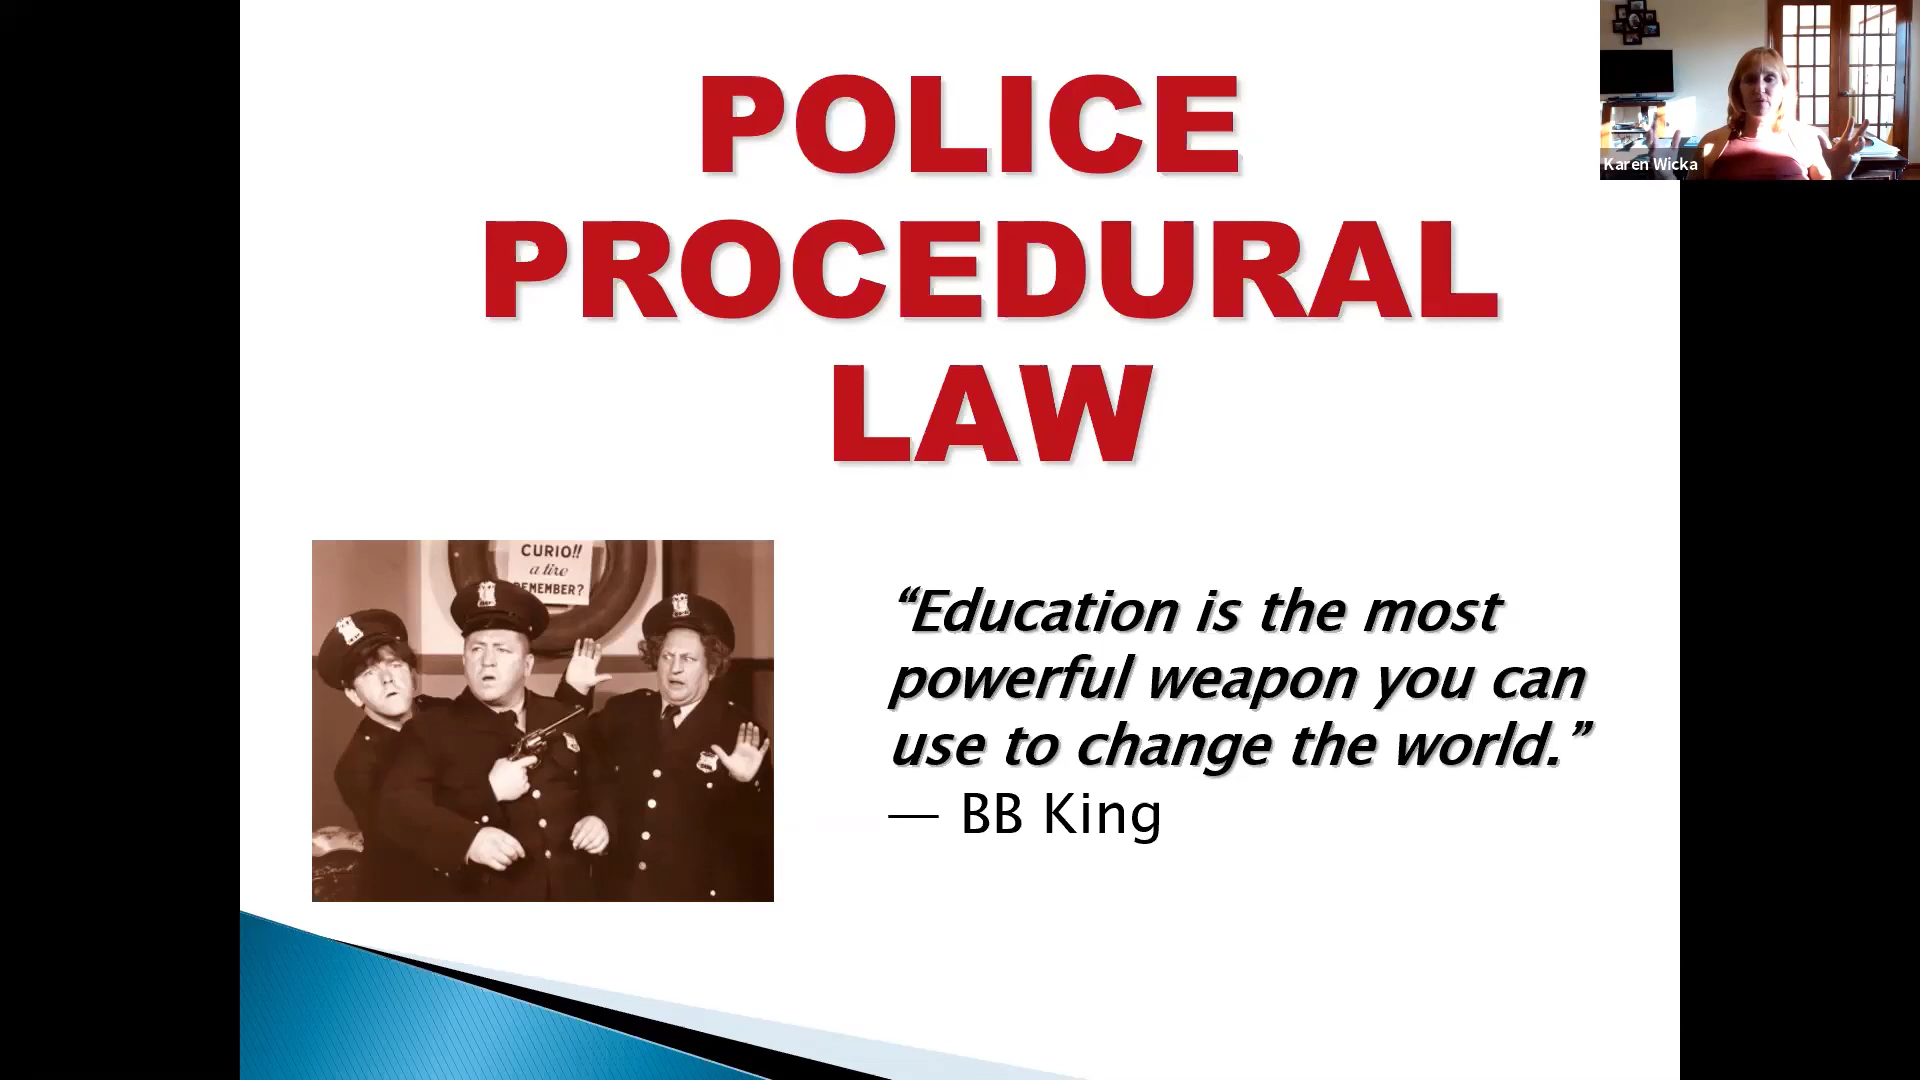 POLICE
PROCEDURAL
LAW
Karen Wicka
CURIO!!
a tire
REMEMBER?
“Education is the most
powerful weapon you can
use to change the world.”
— BB King